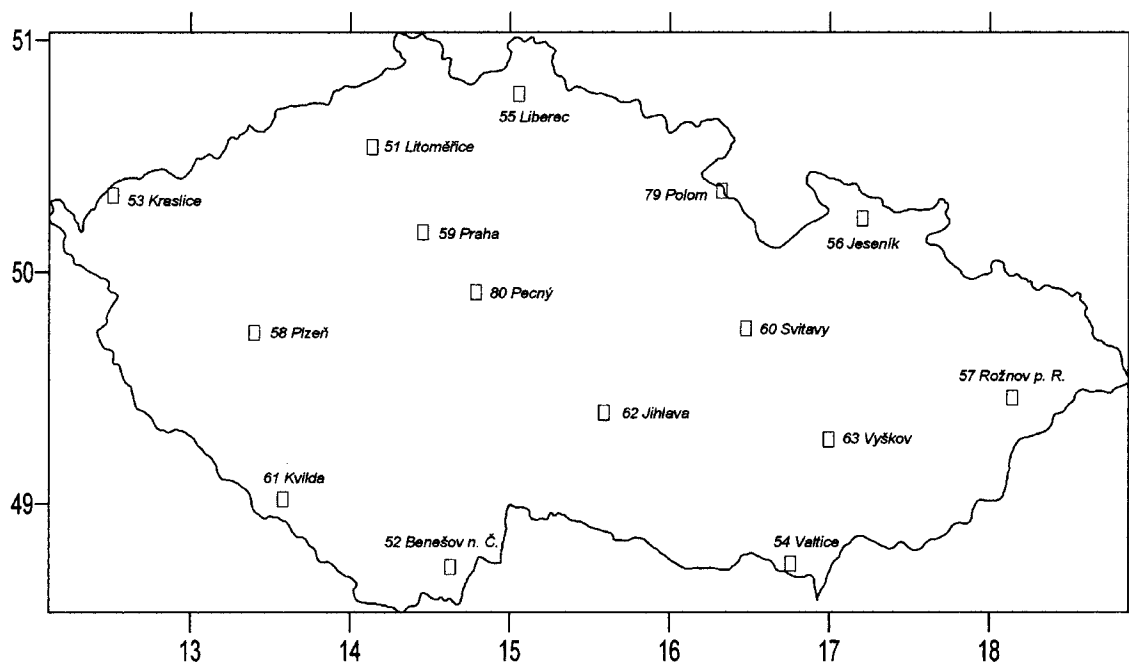 51
55 Liberec
51 Litoměřice
53 Kraslice
79 Polom
56 Jeseník
59 Praha
50
80 Pecný
58 Plzeň
60 Svitavy
57 Rožnov p. R.
62 Jihlava
63 Vyškov
61 Kvilda
49
52 Benešov n. Č.
54 Valtice
13 14 15 16 17 18